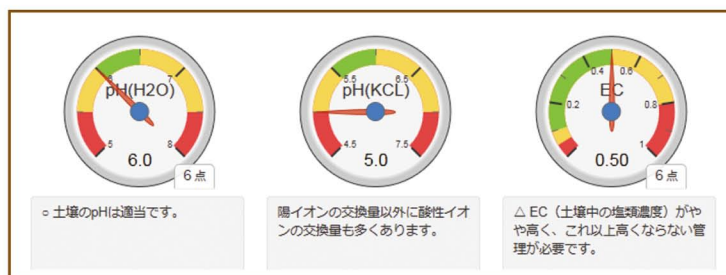 pH(H2O)
5
6
7
8
6.0
6点
○ 土壌のpHは適当です。
pH(KCL)
4.5
5.5
6.5
7.5
5.0
陽イオンの交換量以外に酸性イオ
ンの交換量も多くあります。
EC
0.2
0.4
0.6
0.8
1
0.50
6点
△ EC（土壌中の塩類濃度）がや
や高く、これ以上高くならない管
理が必要です。